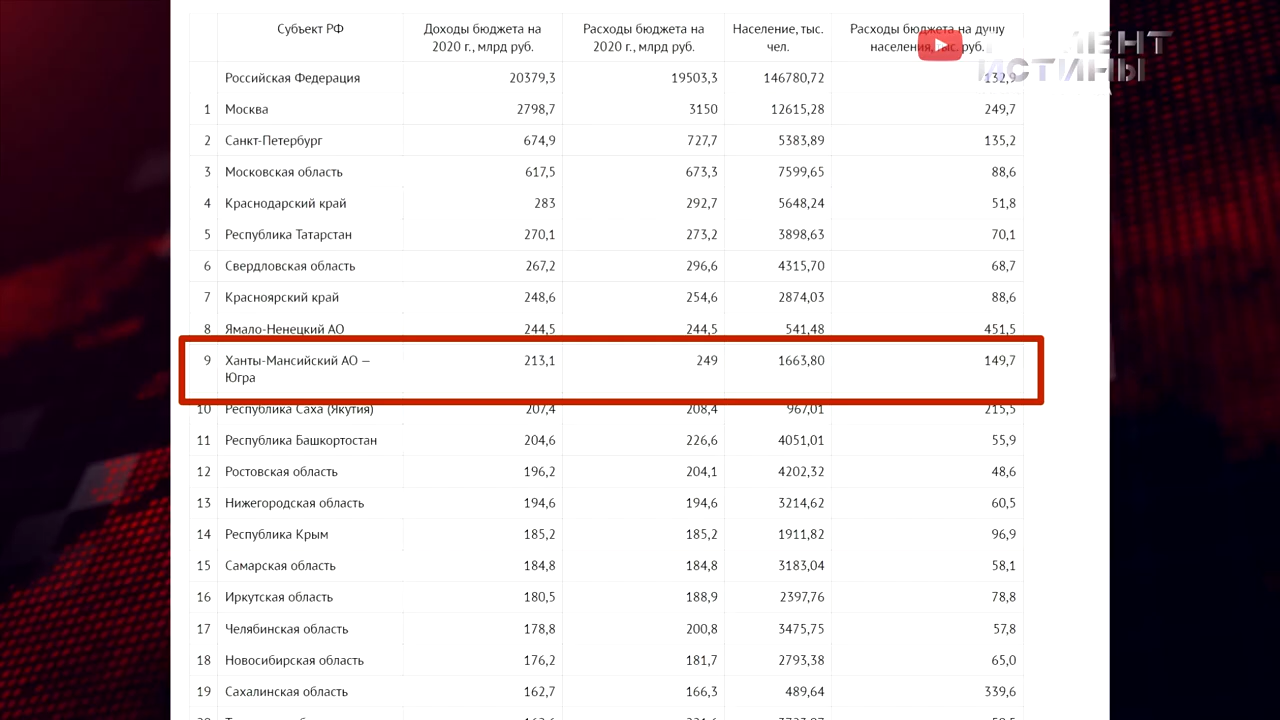 Субъект РФ Доходы бюджета на 2020 г., млрд руб. Расходы бюджета на 2020 г., млрд руб. Население, тыс. чел. Расходы бюджета на душу населения, тыс. руб.
ИСТИНЫ
Российская Федерация 20379,3 19503,3 146780,72 132,9
1 Москва 2798,7 3150 12615,28 249,7
2 Санкт-Петербург 674,9 727,7 5383,89 135,2
3 Московская область 617,5 673,3 7599,65 88,6
4 Краснодарский край 283 292,7 5648,24 51,8
5 Республика Татарстан 270,1 273,2 3898,63 70,1
6 Свердловская область 267,2 296,6 4315,70 68,7
7 Красноярский край 248,6 254,6 2874,03 88,6
8 Ямало-Ненецкий АО 244,5 244,5 541,48 451,5
9 Ханты-Мансийский АО — 213,1 249 1663,80 149,7
Югра
10 Республика Саха (Якутия) 207,4 208,4 967,01 215,5
11 Республика Башкортостан 204,6 226,6 4051,01 55,9
12 Ростовская область 196,2 204,1 4202,32 48,6
13 Нижегородская область 194,6 194,6 3214,62 60,5
14 Республика Крым 185,2 185,2 1911,82 96,9
15 Самарская область 184,8 184,8 3183,04 58,1
16 Иркутская область 180,5 188,9 2397,76 78,8
17 Челябинская область 178,8 200,8 3475,75 57,8
18 Новосибирская область 176,2 181,7 2793,38 65,0
19 Сахалинская область 162,7 166,3 489,64 339,6